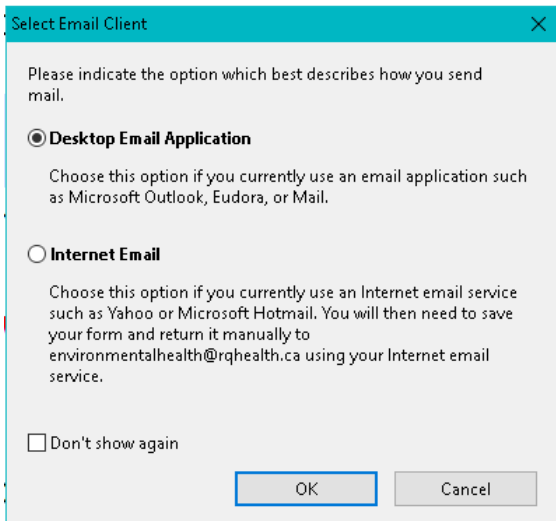 Select Email Client
Please indicate the option which best describes how you send
mail.
Desktop Email Application
Choose this option if you currently use an email application such
as Microsoft Outlook, Eudora, or Mail.
Internet Email
Choose this option if you currently use an Internet email service
such as Yahoo or Microsoft Hotmail. You will then need to save
your form and return it manually to
environmentalhealth@rqhealth.ca using your Internet email
service.
Don't show again
OK
Cancel